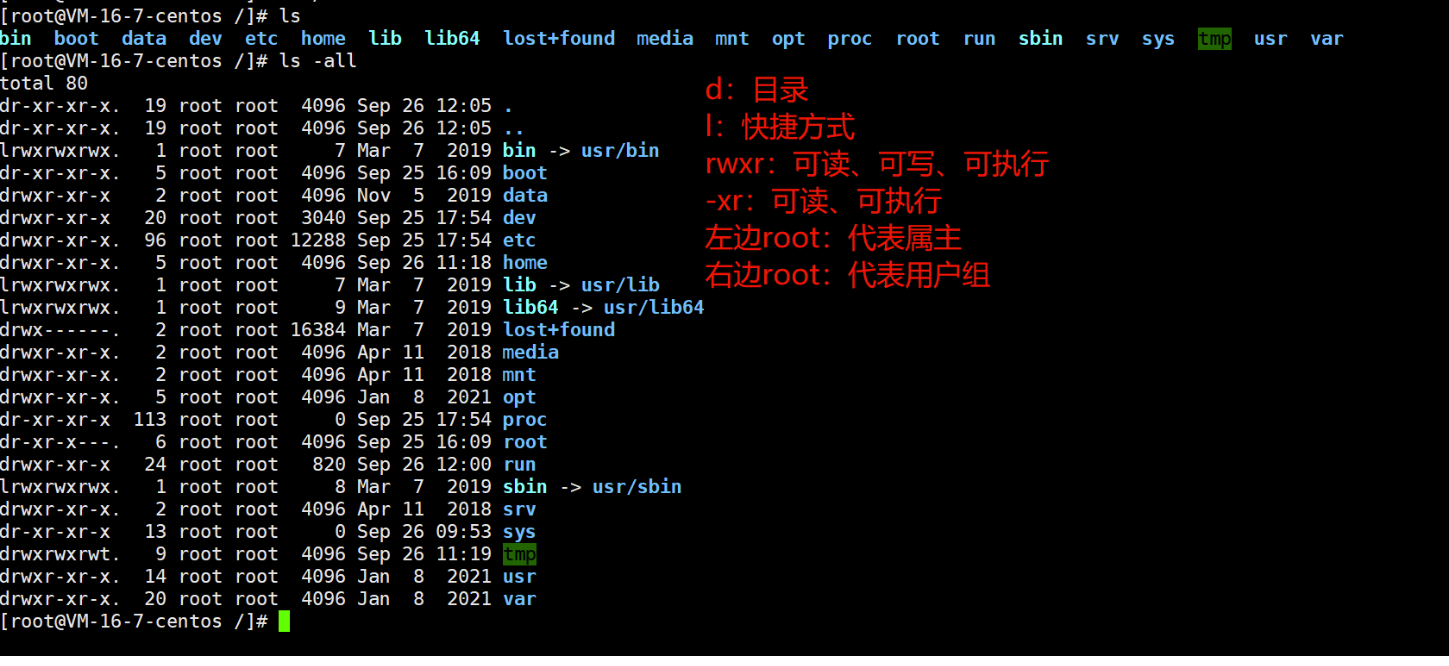 [root@VM-16-7-centos /]# ls
bin boot data dev etc home lib lib64 lost+found media mnt opt proc root run sbin srv sys tmp usr var
[root@VM-16-7-centos /]# ls -all
total 80
dr-xr-xr-x. 19 root root 4096 Sep 26 12:05 .
dr-xr-xr-x. 19 root root 4096 Sep 26 12:05 ..
lrwxrwxrwx. 1 root root 7 Mar 7 2019 bin -> usr/bin
dr-xr-xr-x. 5 root root 4096 Sep 25 16:09 boot
drwxr-xr-x 2 root root 4096 Nov 5 2019 data
drwxr-xr-x 20 root root 3040 Sep 25 17:54 dev
drwxr-xr-x. 96 root root 12288 Sep 25 17:54 etc
drwxr-xr-x. 5 root root 4096 Sep 26 11:18 home
lrwxrwxrwx. 1 root root 7 Mar 7 2019 lib -> usr/lib
lrwxrwxrwx. 1 root root 9 Mar 7 2019 lib64 -> usr/lib64
drwx------. 2 root root 16384 Mar 7 2019 lost+found
drwxr-xr-x. 2 root root 4096 Apr 11 2018 media
drwxr-xr-x. 2 root root 4096 Apr 11 2018 mnt
drwxr-xr-x. 5 root root 4096 Jan 8 2021 opt
dr-xr-xr-x 113 root root 0 Sep 25 17:54 proc
dr-xr-x---. 6 root root 4096 Sep 25 16:09 root
drwxr-xr-x 24 root root 820 Sep 26 12:00 run
lrwxrwxrwx. 1 root root 8 Mar 7 2019 sbin -> usr/sbin
drwxr-xr-x. 2 root root 4096 Apr 11 2018 srv
dr-xr-xr-x 13 root root 0 Sep 26 09:53 sys
drwxrwxrwt. 9 root root 4096 Sep 26 11:19 tmp
drwxr-xr-x. 14 root root 4096 Jan 8 2021 usr
drwxr-xr-x. 20 root root 4096 Jan 8 2021 var
[root@VM-16-7-centos /]#
d：目录
l：快捷方式
rwxr：可读、可写、可执行
-xr：可读、可执行
左边root：代表属主
右边root：代表用户组